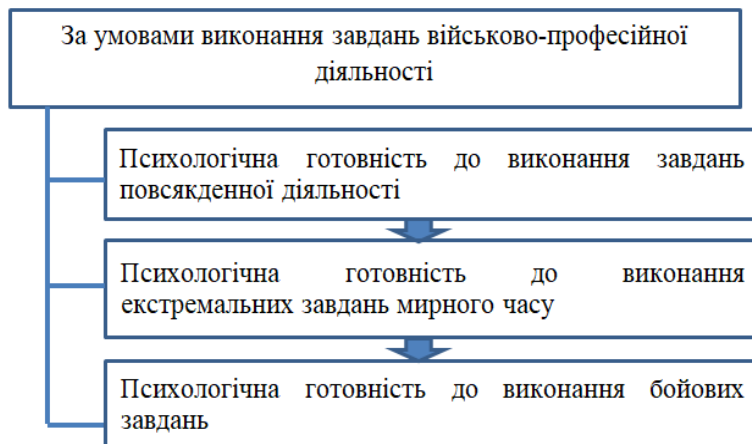 За умовами виконання завдань військово-професійної
діяльності
Психологічна готовність до виконання завдань
повсякденної діяльності
Психологічна готовність до виконання
екстремальних завдань мирного часу
Психологічна готовність до виконання бойових
завдань